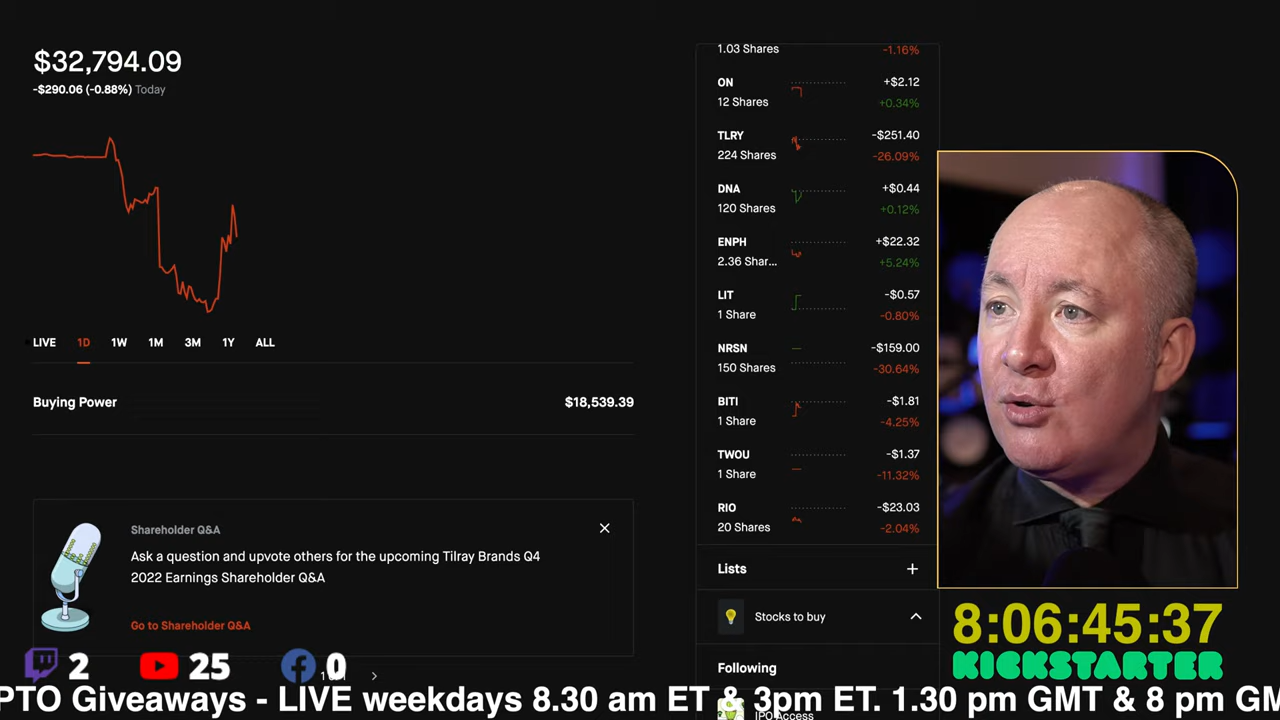 $32,794.09
-$290.06 (-0.88%) Today
LIVE 1D 1W 1M 3M 1Y ALL
Buying Power $18,539.39
Shareholder Q&A
Ask a question and upvote others for the upcoming Tilray Brands Q4
2022 Earnings Shareholder Q&A
Go to Shareholder Q&A
1.03 Shares -1.16%
ON +$2.12
12 Shares +0.34%
TLRY -$251.40
224 Shares -26.09%
DNA +$0.44
120 Shares +0.12%
ENPH +$22.32
2.36 Shar... +5.24%
LIT -$0.57
1 Share -0.80%
NRSN -$159.00
150 Shares -30.64%
BITI -$1.81
1 Share -4.25%
TWOU -$1.37
1 Share -11.32%
RIO -$23.03
20 Shares -2.04%
Lists
Stocks to buy
Following
IPO Access
8:06:45:37
KICKSTARTER
2 25 0
PTO Giveaways - LIVE weekdays 8.30 am ET & 3pm ET. 1.30 pm GMT & 8 pm GM